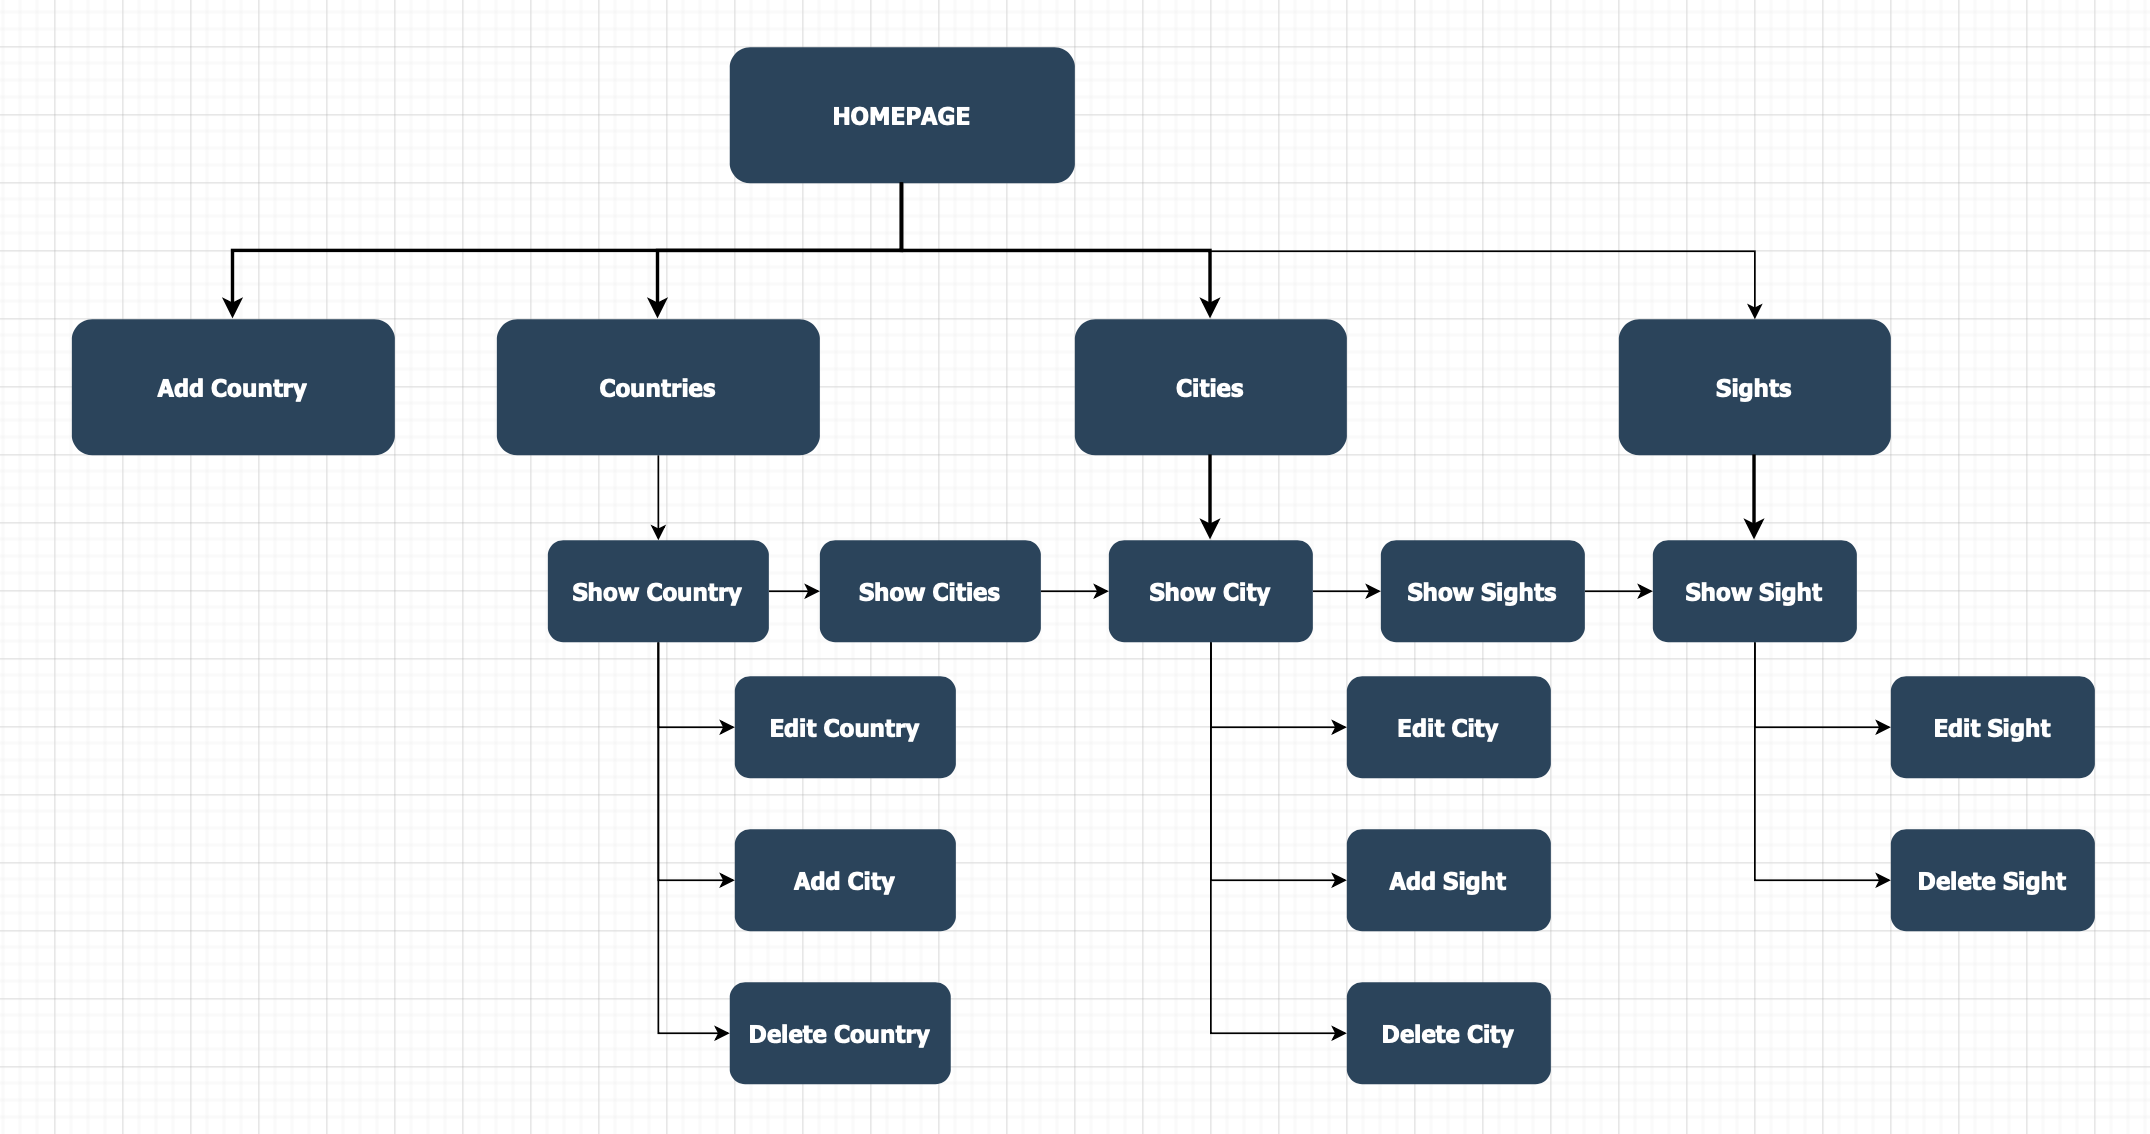 HOMEPAGE
Add Country
Countries
Cities
Sights
Show Country
Show Cities
Show City
Show Sights
Show Sight
Edit Country
Edit City
Edit Sight
Add City
Add Sight
Delete Sight
Delete Country
Delete City